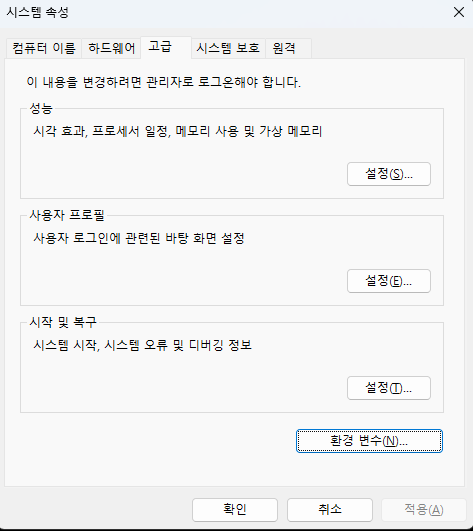 시스템 속성
컴퓨터 이름 하드웨어 고급 시스템 보호 원격
이 내용을 변경하려면 관리자로 로그온해야 합니다.
성능
시각 효과, 프로세서 일정, 메모리 사용 및 가상 메모리
설정(S)...
사용자 프로필
사용자 로그인에 관련된 바탕 화면 설정
설정(E)...
시작 및 복구
시스템 시작, 시스템 오류 및 디버깅 정보
설정(T)...
환경 변수(N)...
확인 취소 적용(A)